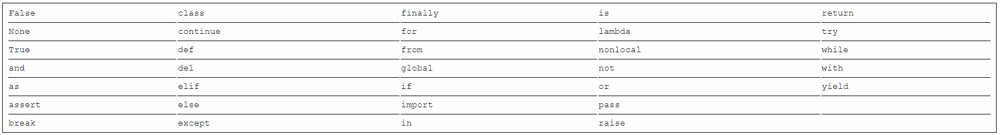 False class finally is return
None continue for lambda try
True def from nonlocal while
and del global not with
as elif if or yield
assert else import pass
break except in raise